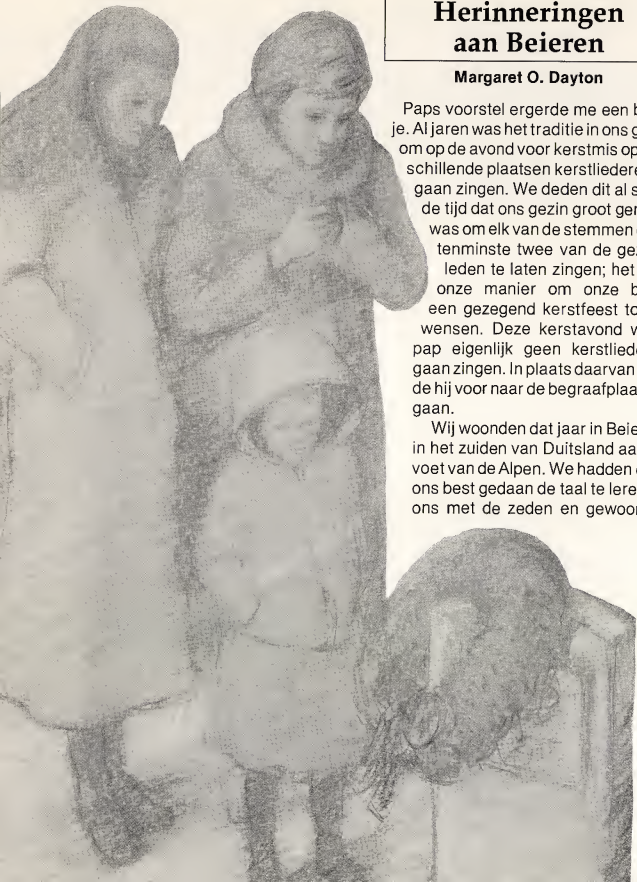 Herinneringen
aan Beieren
Margaret O. Dayton
Paps voorstel ergerde me een
je. Al jaren was het traditie in ons
om op de avond voor kerstmis op
schillende plaatsen kerstliedere
gaan zingen. We deden dit al s
de tijd dat ons gezin groot gen
was om elk van de stemmen
tenminste twee van de gez
leden te laten zingen; het
onze manier om onze b
een gezegend kerstfeest to
wensen. Deze kerstavond w
pap eigenlijk geen kerstlied
gaan zingen. In plaats daarvan
de hij voor naar de begraafplaa
gaan.
Wij woonden dat jaar in Beie
in het zuiden van Duitsland aa
voet van de Alpen. We hadden
ons best gedaan de taal te lere
ons met de zeden en gewoor